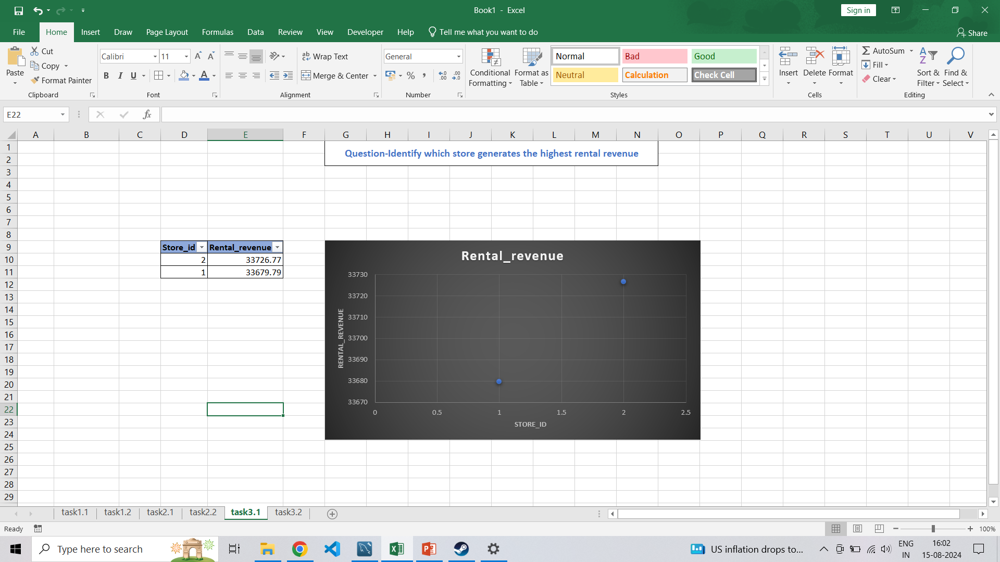 Book1 - Excel
Sign in
File Home Insert Draw Page Layout Formulas Data Review View Developer Help Tell me what you want to do Share
Paste
Cut
Copy
Format Painter
Clipboard
Calibri 11
B I U
Font
Wrap Text
Merge & Center
Alignment
General
%
Number
Conditional Formatting
Format as Table
Normal Bad Good
Neutral Calculation Check Cell
Styles
Insert Delete Format
Cells
AutoSum
Fill
Clear
Sort & Filter
Find & Select
Editing
E22
fx
A B C D E F G H I J K L M N O P Q R S T U V
1
2
3
4
5
6
7
8
9
10
11
12
13
14
15
16
17
18
19
20
21
22
23
24
25
26
27
28
29
Question-Identify which store generates the highest rental revenue
Store_id Rental_revenue
2 33726.77
1 33679.79
Rental_revenue
RENTAL_REVENUE
33730
33720
33710
33700
33690
33680
33670
0 0.5 1 1.5 2 2.5
STORE_ID
task1.1 task1.2 task2.1 task2.2 task3.1 task3.2
Ready
100%
Type here to search
US inflation drops to...
ENG
IN
16:02
15-08-2024